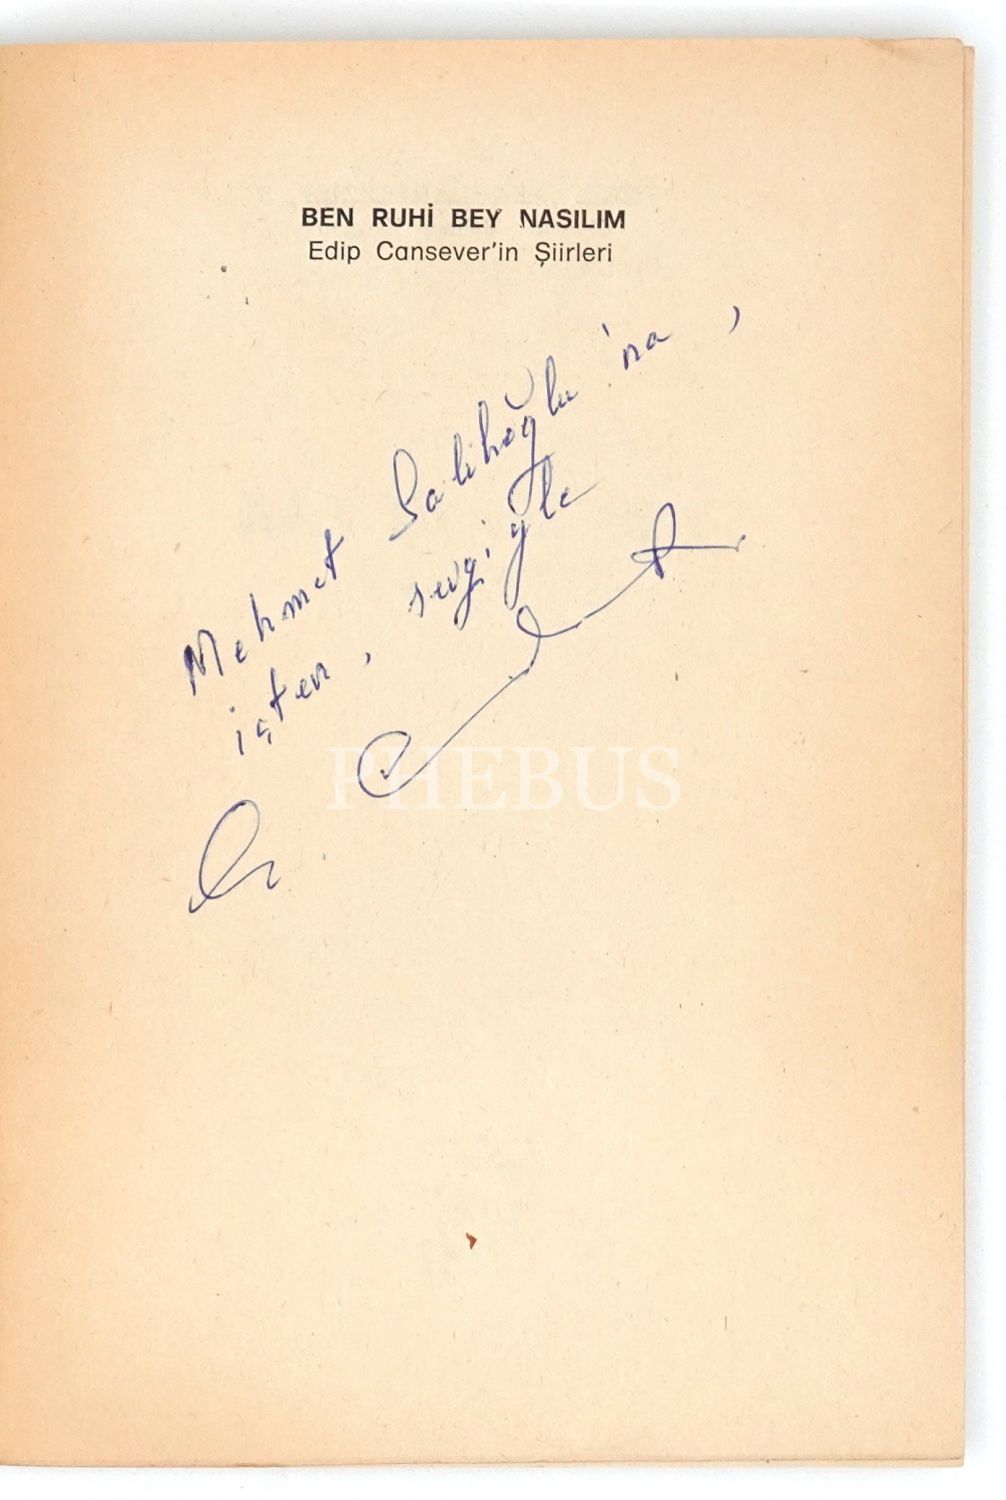 BEN RUHİ BEY NASILIM
Edip Cansever'in Şiirleri
Mehmet Salihoğlu'na,
içten, sevgiyle
PHEBUS